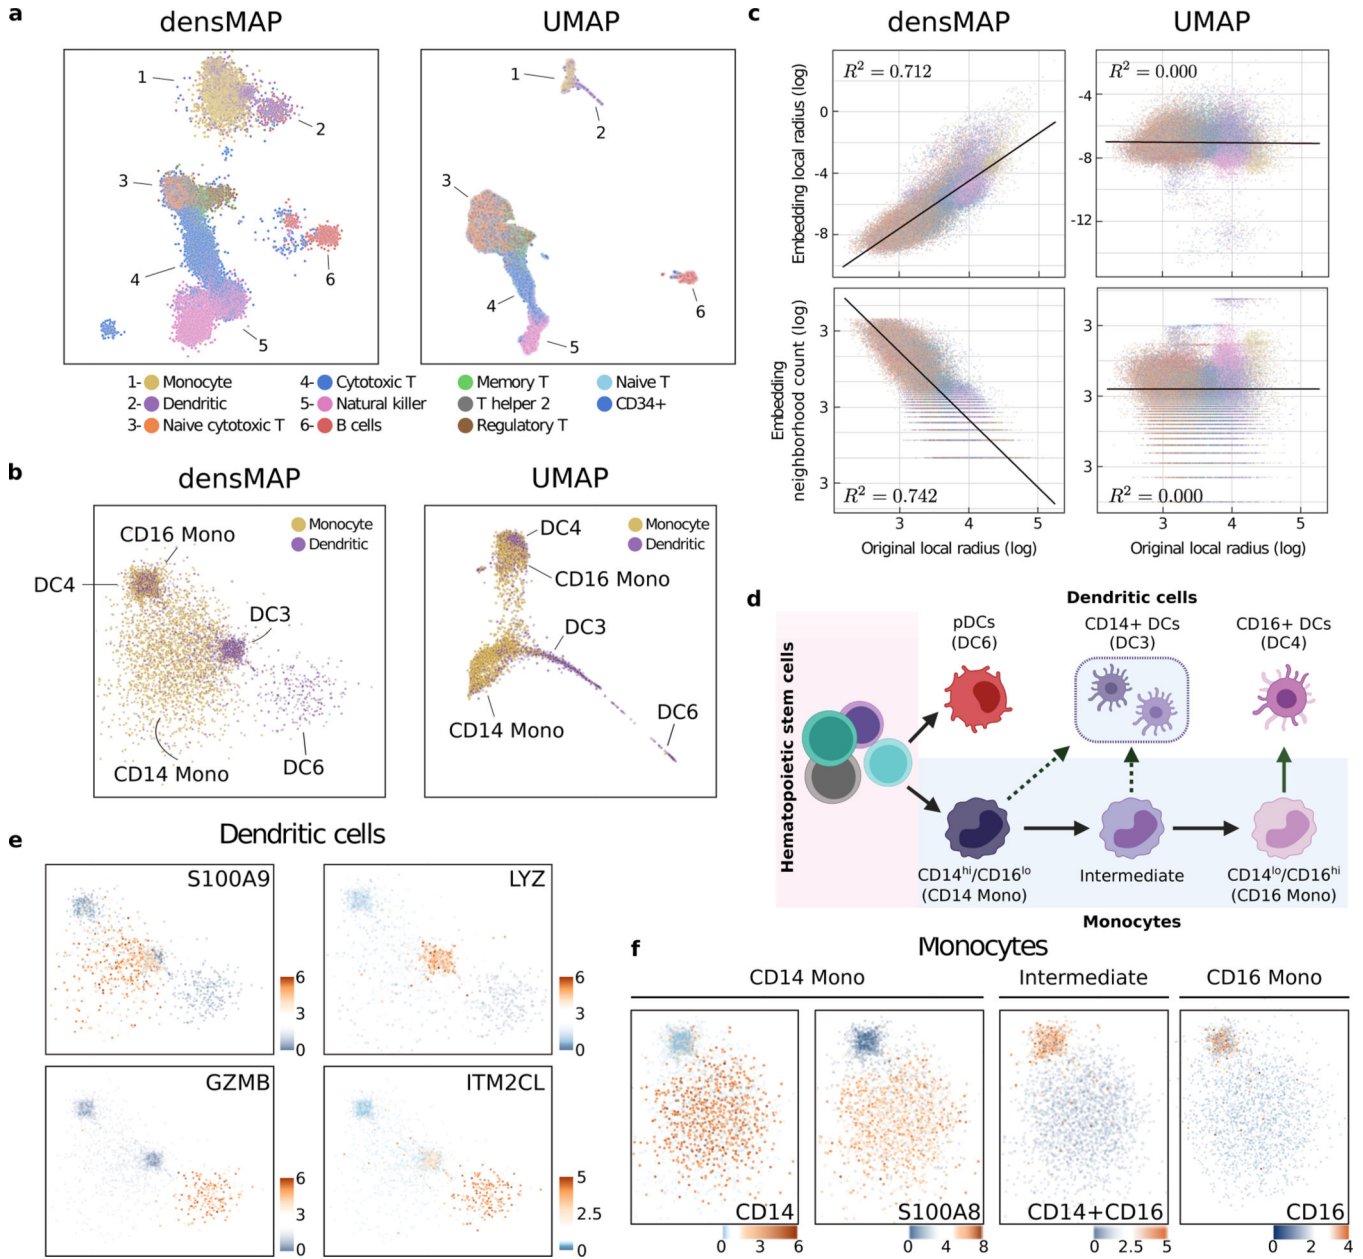 a
densMAP
UMAP
1
2
3
4
5
6
1
2
3
4
5
6
1- Monocyte
2- Dendritic
3- Naive cytotoxic T
4- Cytotoxic T
5- Natural killer
6- B cells
Memory T
T helper 2
Regulatory T
Naive T
CD34+
b
densMAP
UMAP
Monocyte
Dendritic
CD16 Mono
DC4
DC3
CD14 Mono
DC6
Monocyte
Dendritic
DC4
CD16 Mono
DC3
CD14 Mono
DC6
c
densMAP
UMAP
R² = 0.712
Embedding local radius (log)
0
-4
-8
R² = 0.000
-4
-8
-12
Embedding
neighborhood count (log)
3
3
3
R² = 0.742
3 4 5
Original local radius (log)
3
3
3
R² = 0.000
3 4 5
Original local radius (log)
d
Dendritic cells
Hematopoietic stem cells
pDCs
(DC6)
CD14+ DCs
(DC3)
CD16+ DCs
(DC4)
CD14ʰⁱ/CD16ˡᵒ
(CD14 Mono)
Intermediate
CD14ˡᵒ/CD16ʰⁱ
(CD16 Mono)
Monocytes
e
Dendritic cells
S100A9
6
3
0
LYZ
6
3
0
GZMB
6
3
0
ITM2CL
5
2.5
0
f
Monocytes
CD14 Mono
Intermediate
CD16 Mono
CD14
0 3 6
S100A8
0 4 8
CD14+CD16
0 2.5 5
CD16
0 2 4